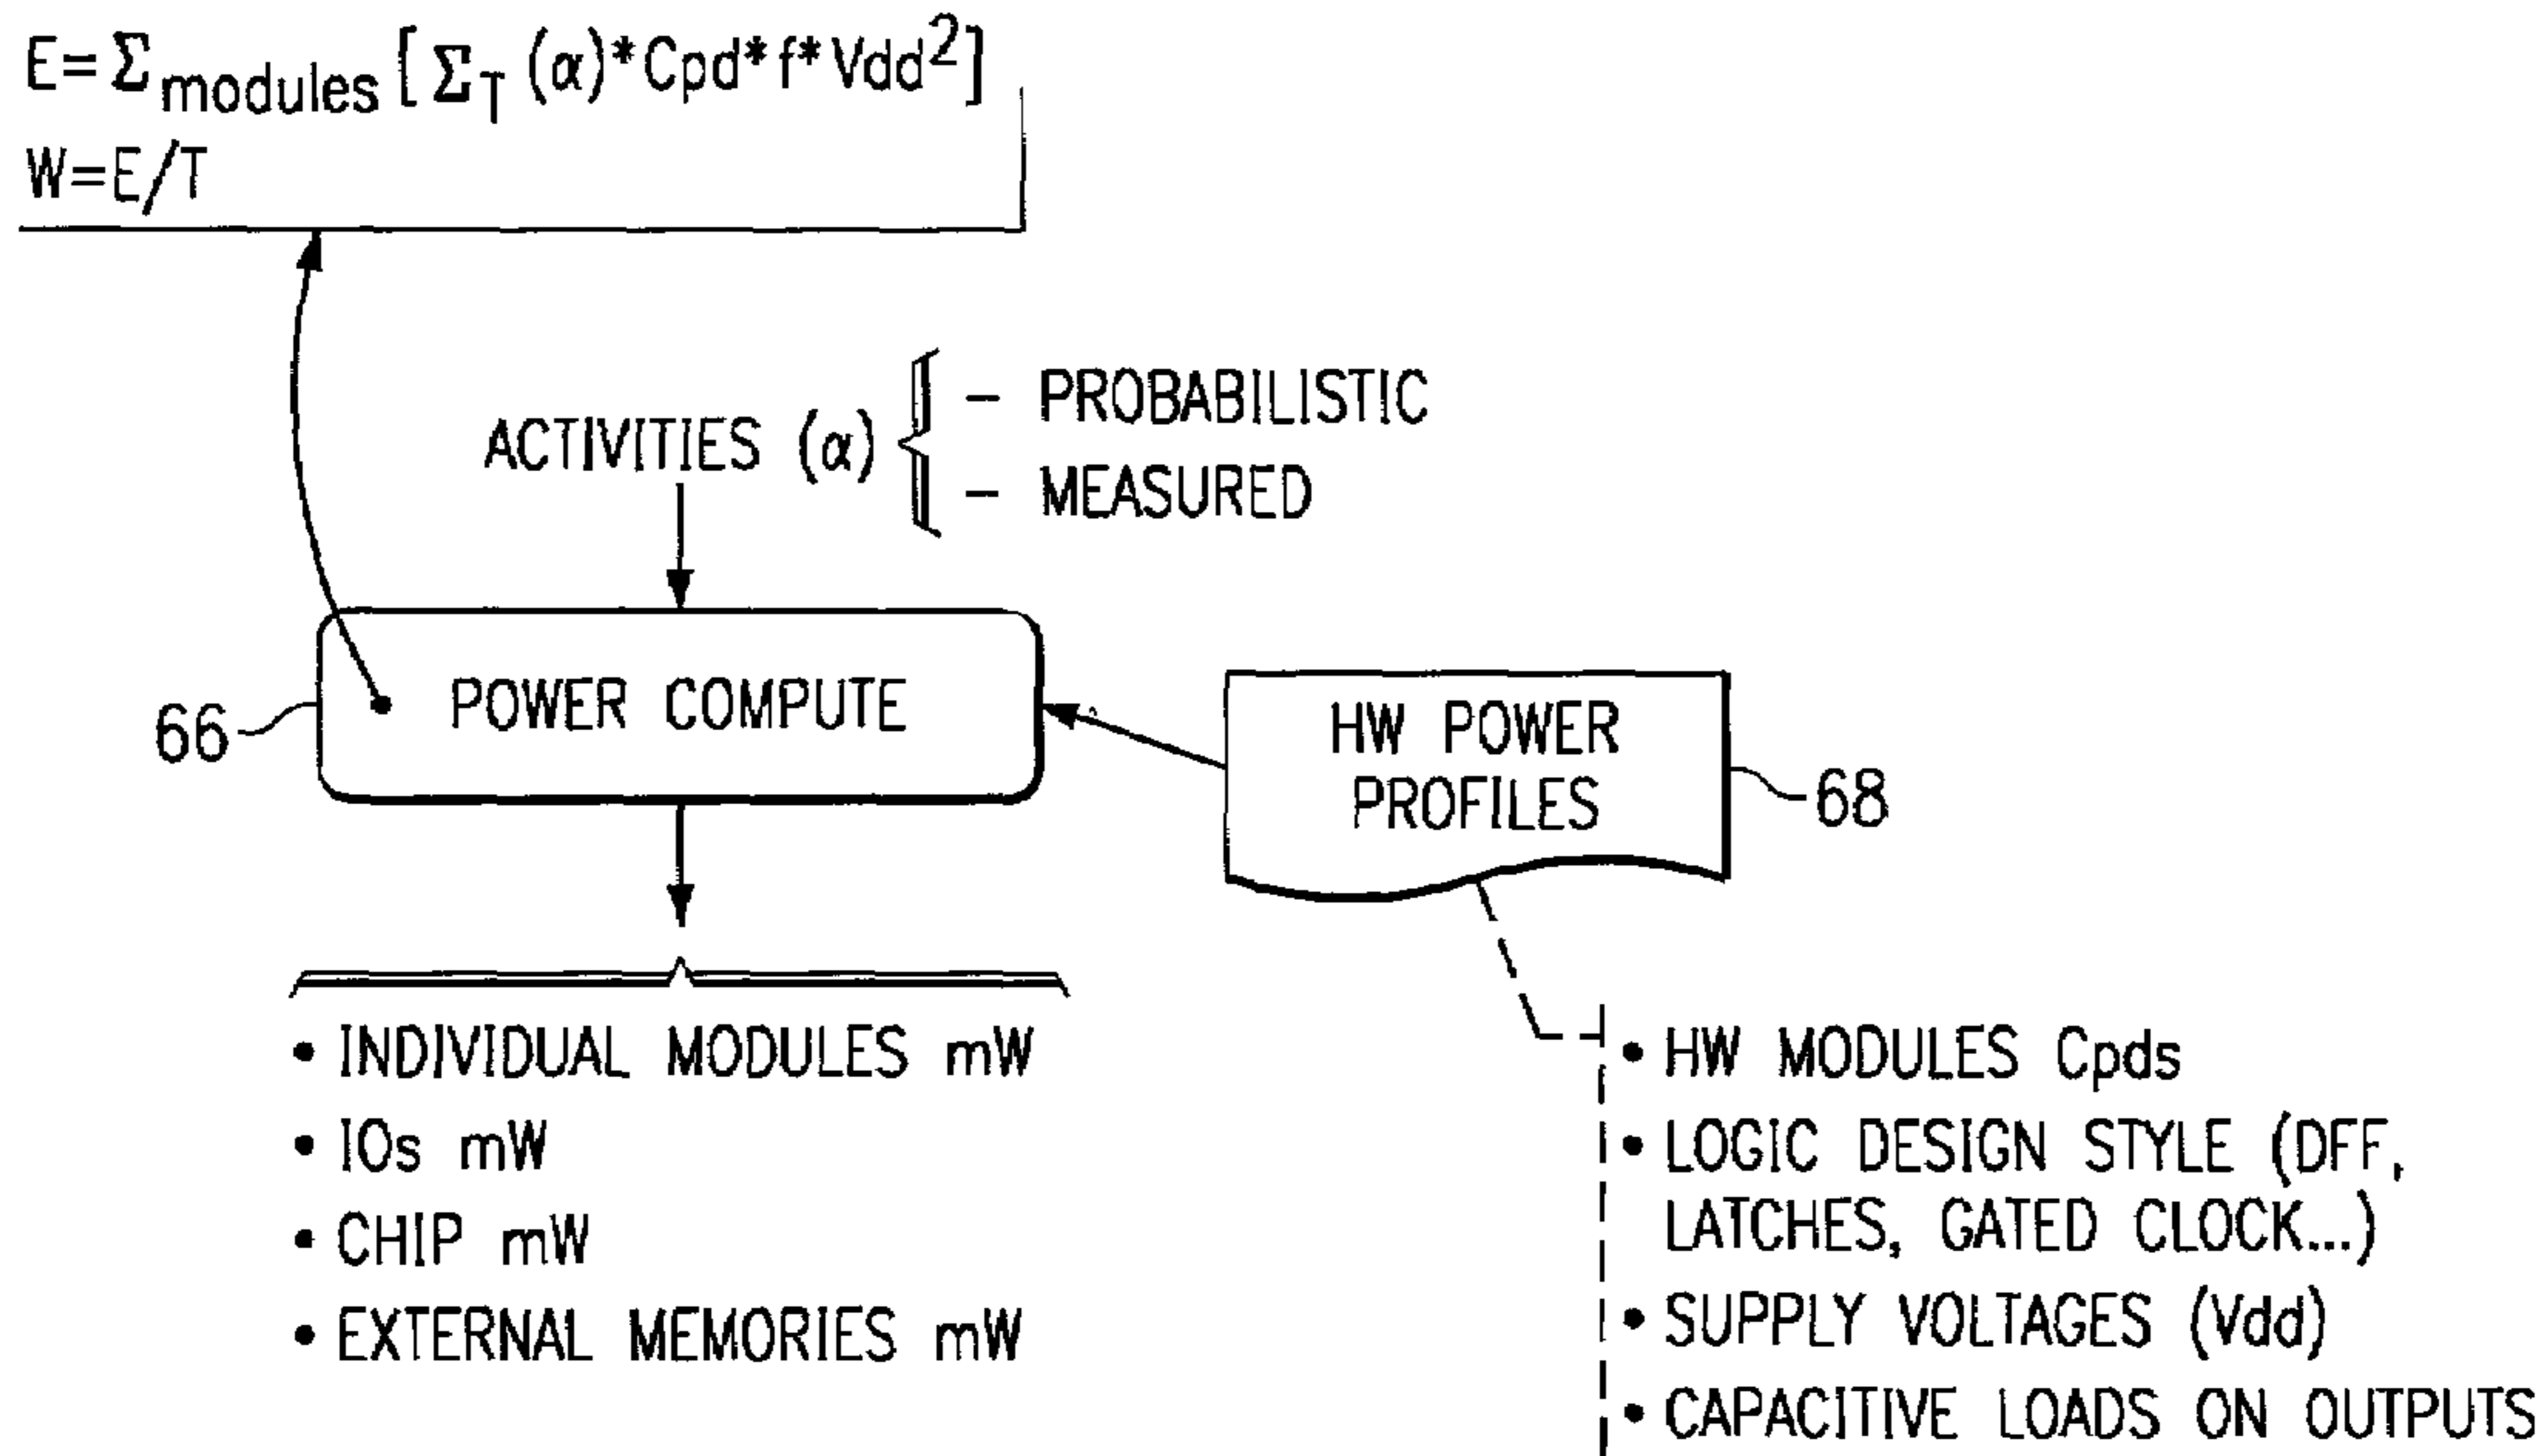 E=Σmodules [ΣT (α)*Cpd*f*Vdd²]
W=E/T
ACTIVITIES (α)
- PROBABILISTIC
- MEASURED
66
POWER COMPUTE
HW POWER
PROFILES
68
• INDIVIDUAL MODULES mW
• IOs mW
• CHIP mW
• EXTERNAL MEMORIES mW
• HW MODULES Cpds
• LOGIC DESIGN STYLE (DFF,
LATCHES, GATED CLOCK...)
• SUPPLY VOLTAGES (Vdd)
• CAPACITIVE LOADS ON OUTPUTS